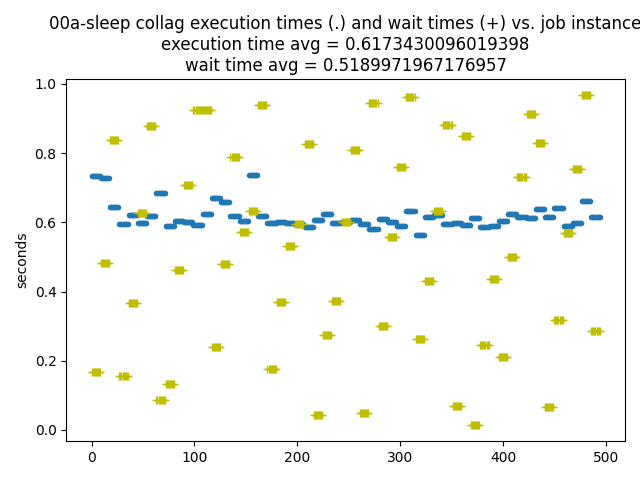 00a-sleep collag execution times (.) and wait times (+) vs. job instance
execution time avg = 0.6173430096019398
wait time avg = 0.5189971967176957
1.0
0.8
0.6
0.4
0.2
0.0
seconds
0 100 200 300 400 500